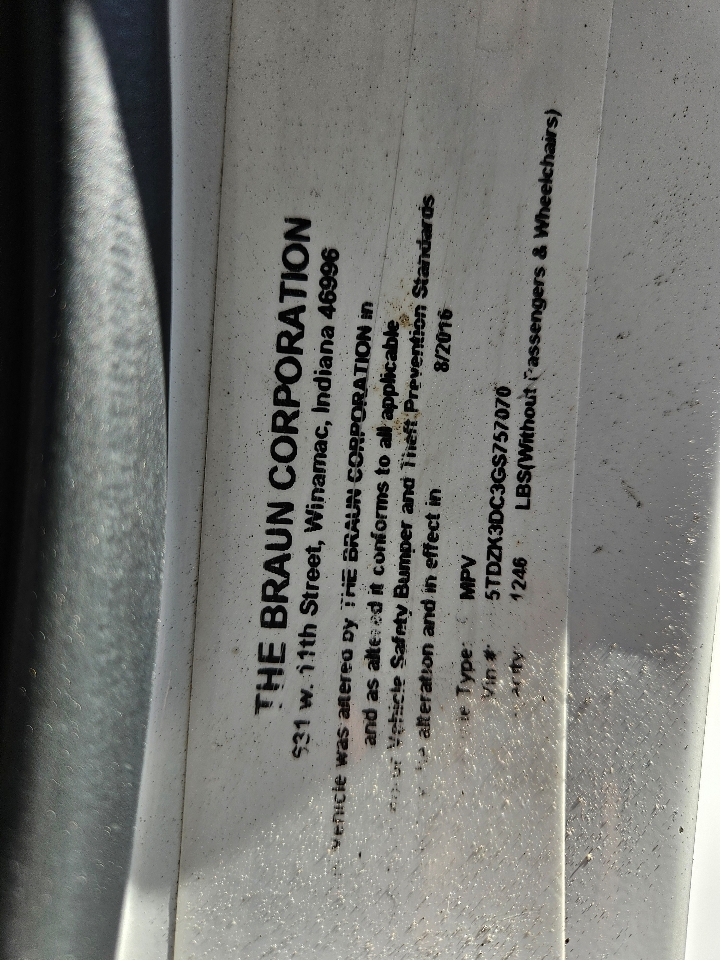 THE BRAUN CORPORATION
631 W. 11th Street, Winamac, Indiana 46996
vehicle was altered by THE BRAUN CORPORATION in
and as altered it conforms to all applicable
Vehicle Safety Bumper and Theft Prevention Standards
alteration and in effect in 8/2016
Type: MPV
Vin # 5TDZK3DC3GS757070
1246 LBS(Without Passengers & Wheelchairs)